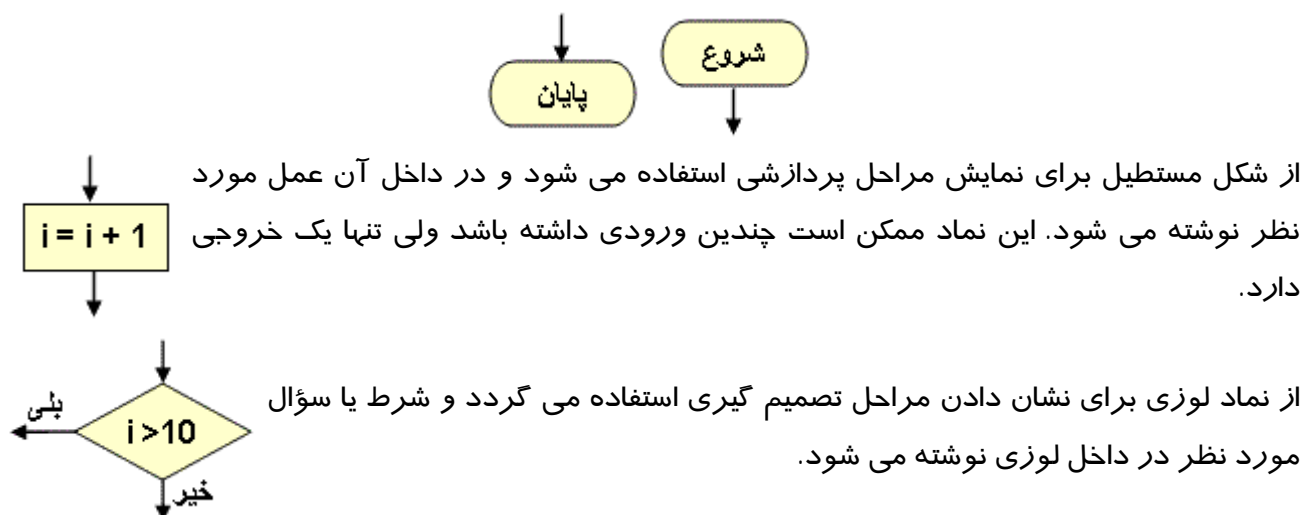 شروع
پایان
از شکل مستطیل برای نمایش مراحل پردازشی استفاده می شود و در داخل آن عمل مورد
نظر نوشته می شود. این نماد ممکن است چندین ورودی داشته باشد ولی تنها یک خروجی
دارد.
i = i + 1
از نماد لوزی برای نشان دادن مراحل تصمیم گیری استفاده می گردد و شرط یا سؤال
مورد نظر در داخل لوزی نوشته می شود.
i >10
بلی
خیر